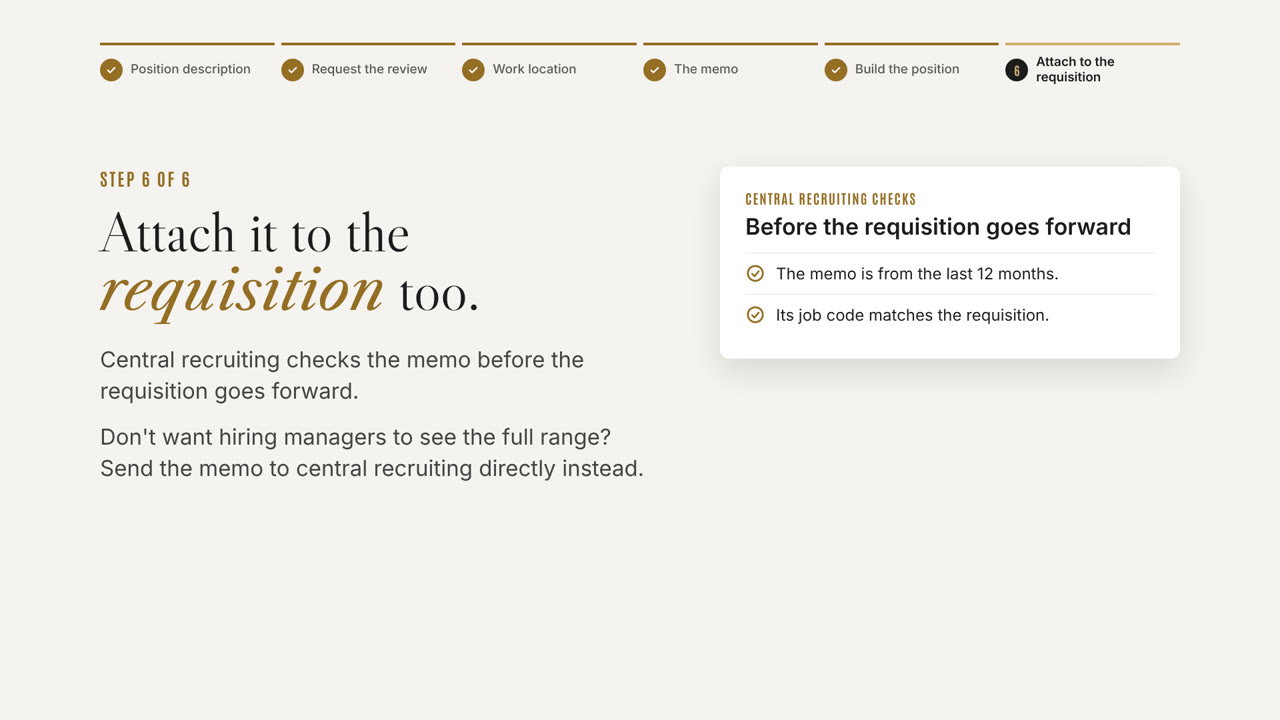 Position description
Request the review
Work location
The memo
Build the position
6
Attach to the
requisition
STEP 6 OF 6
Attach it to the
requisition too.
Central recruiting checks the memo before the
requisition goes forward.
Don't want hiring managers to see the full range?
Send the memo to central recruiting directly instead.
CENTRAL RECRUITING CHECKS
Before the requisition goes forward
The memo is from the last 12 months.
Its job code matches the requisition.